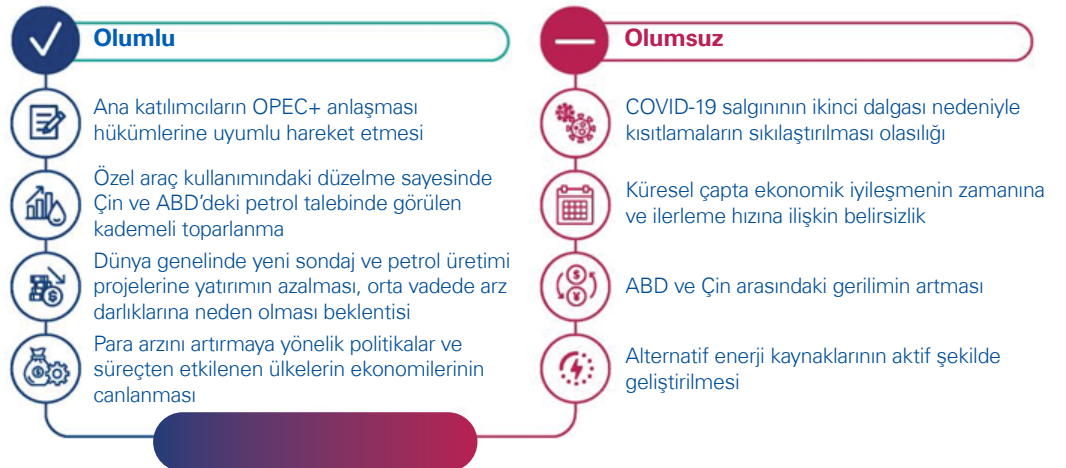 Olumlu
Ana katılımcıların OPEC+ anlaşması
hükümlerine uyumlu hareket etmesi
Özel araç kullanımındaki düzelme sayesinde
Çin ve ABD'deki petrol talebinde görülen
kademeli toparlanma
Dünya genelinde yeni sondaj ve petrol üretimi
projelerine yatırımın azalması, orta vadede arz
darlıklarına neden olması beklentisi
Para arzını artırmaya yönelik politikalar ve
süreçten etkilenen ülkelerin ekonomilerinin
canlanması
Olumsuz
COVID-19 salgınının ikinci dalgası nedeniyle
kısıtlamaların sıkılaştırılması olasılığı
Küresel çapta ekonomik iyileşmenin zamanına
ve ilerleme hızına ilişkin belirsizlik
ABD ve Çin arasındaki gerilimin artması
Alternatif enerji kaynaklarının aktif şekilde
geliştirilmesi